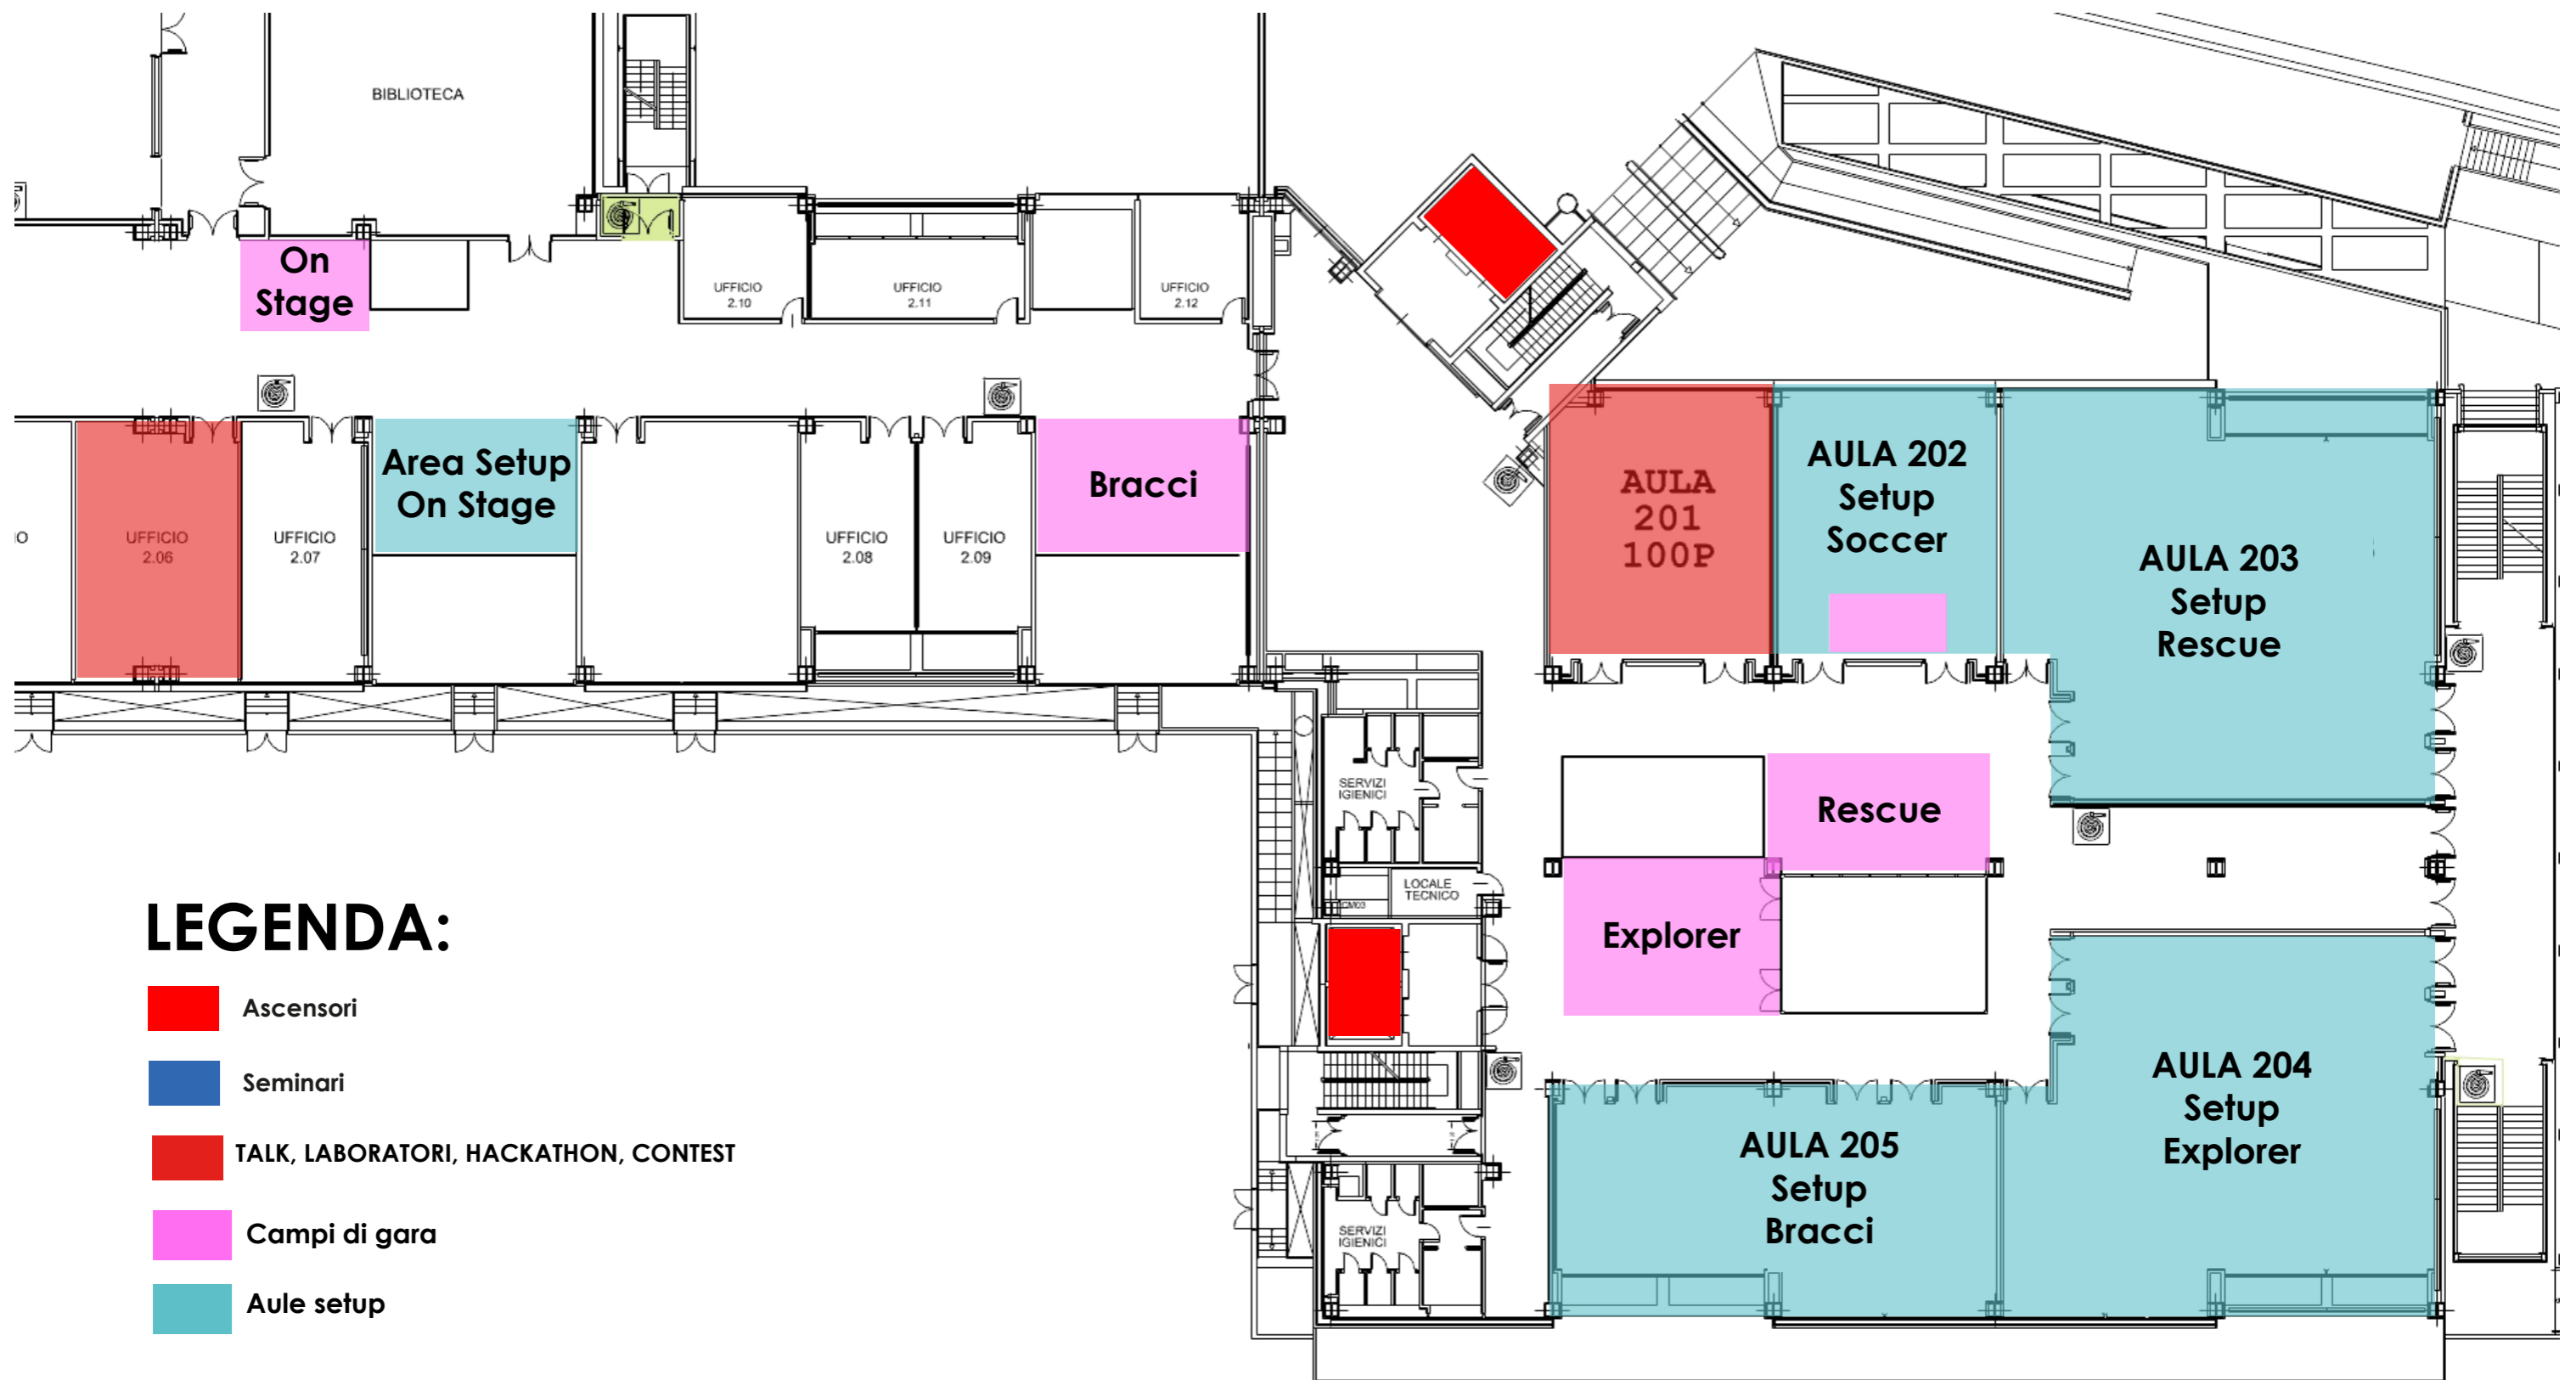 BIBLIOTECA
On
Stage
UFFICIO
2.10
UFFICIO
2.11
UFFICIO
2.12
IO
UFFICIO
2.06
UFFICIO
2.07
Area Setup
On Stage
UFFICIO
2.08
UFFICIO
2.09
Bracci
AULA
201
100P
AULA 202
Setup
Soccer
AULA 203
Setup
Rescue
SERVIZI
IGIENICI
Rescue
LOCALE
TECNICO
Explorer
AULA 204
Setup
Explorer
AULA 205
Setup
Bracci
SERVIZI
IGIENICI
LEGENDA:
Ascensori
Seminari
TALK, LABORATORI, HACKATHON, CONTEST
Campi di gara
Aule setup